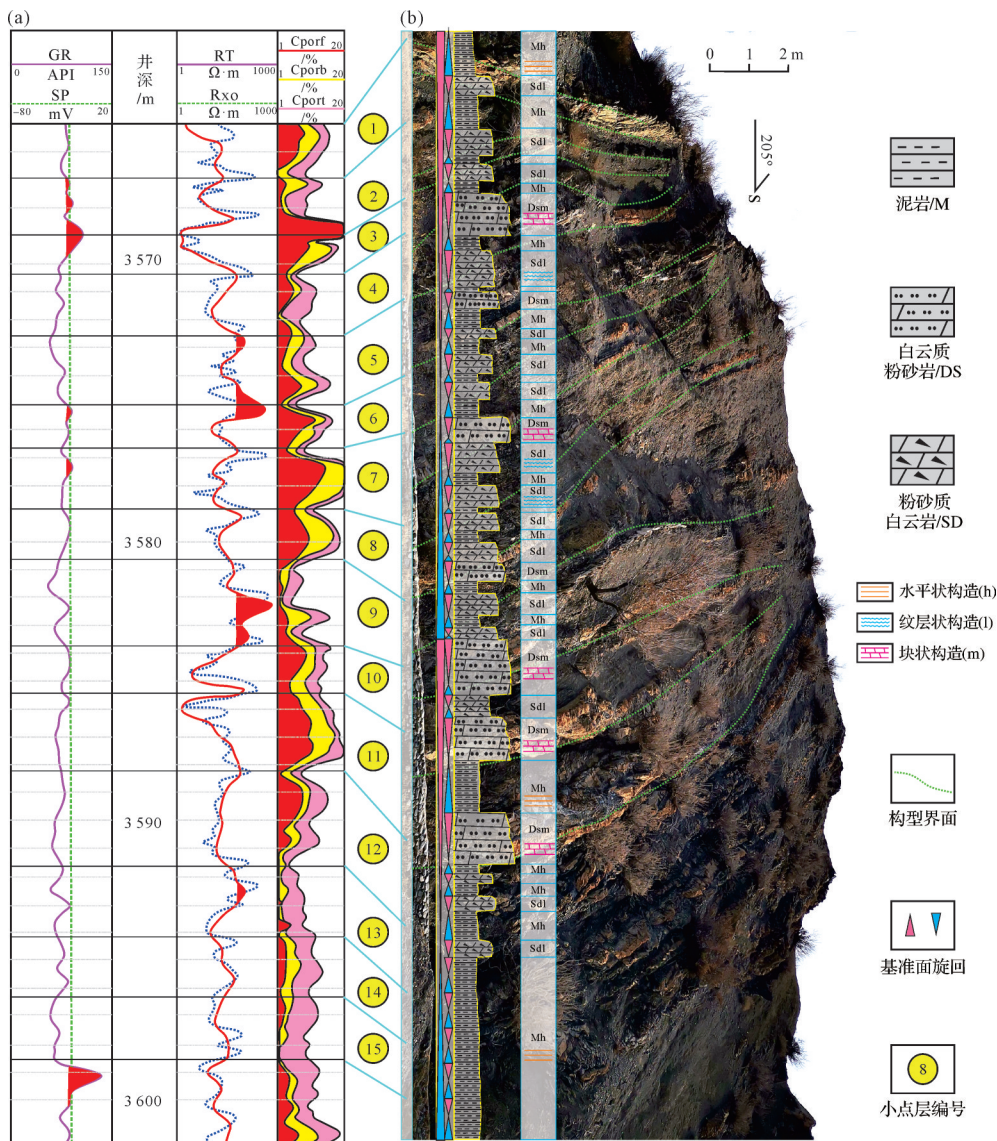 (a)
GR
0 API 150
SP
−80 mV 20
井深/m
RT
1 Ω·m 1000
Rxo
1 Ω·m 1000
Cporf
1 /% 20
Cporb
1 /% 20
Cport
1 /% 20
3 570
3 580
3 590
3 600
1
2
3
4
5
6
7
8
9
10
11
12
13
14
15
(b)
Mh
Sdl
Mh
Sdl
Sdl
Mh
Dsm
Mh
Sdl
Dsm
Mh
Sdl
Mh
Sdl
Mh
Dsm
Sdl
Mh
Sdl
Sdl
Mh
Sdl
Dsm
Mh
Sdl
Mh
Sdl
Dsm
Sdl
Dsm
Mh
Dsm
Mh
Mh
Sdl
Mh
Sdl
Mh
0 1 2 m
205°
S
泥岩/M
白云质
粉砂岩/DS
粉砂质
白云岩/SD
水平状构造(h)
纹层状构造(l)
块状构造(m)
构型界面
基准面旋回
8
小点层编号